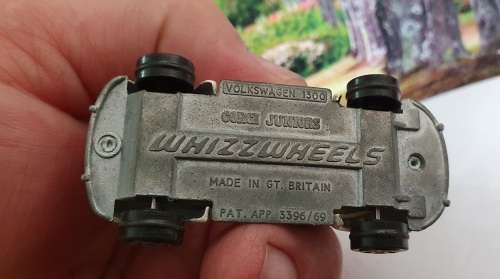 VOLKSWAGEN 1300
CORGI JUNIORS
WHIZZWHEELS
MADE IN GT. BRITAIN
PAT. APP. 3396/69